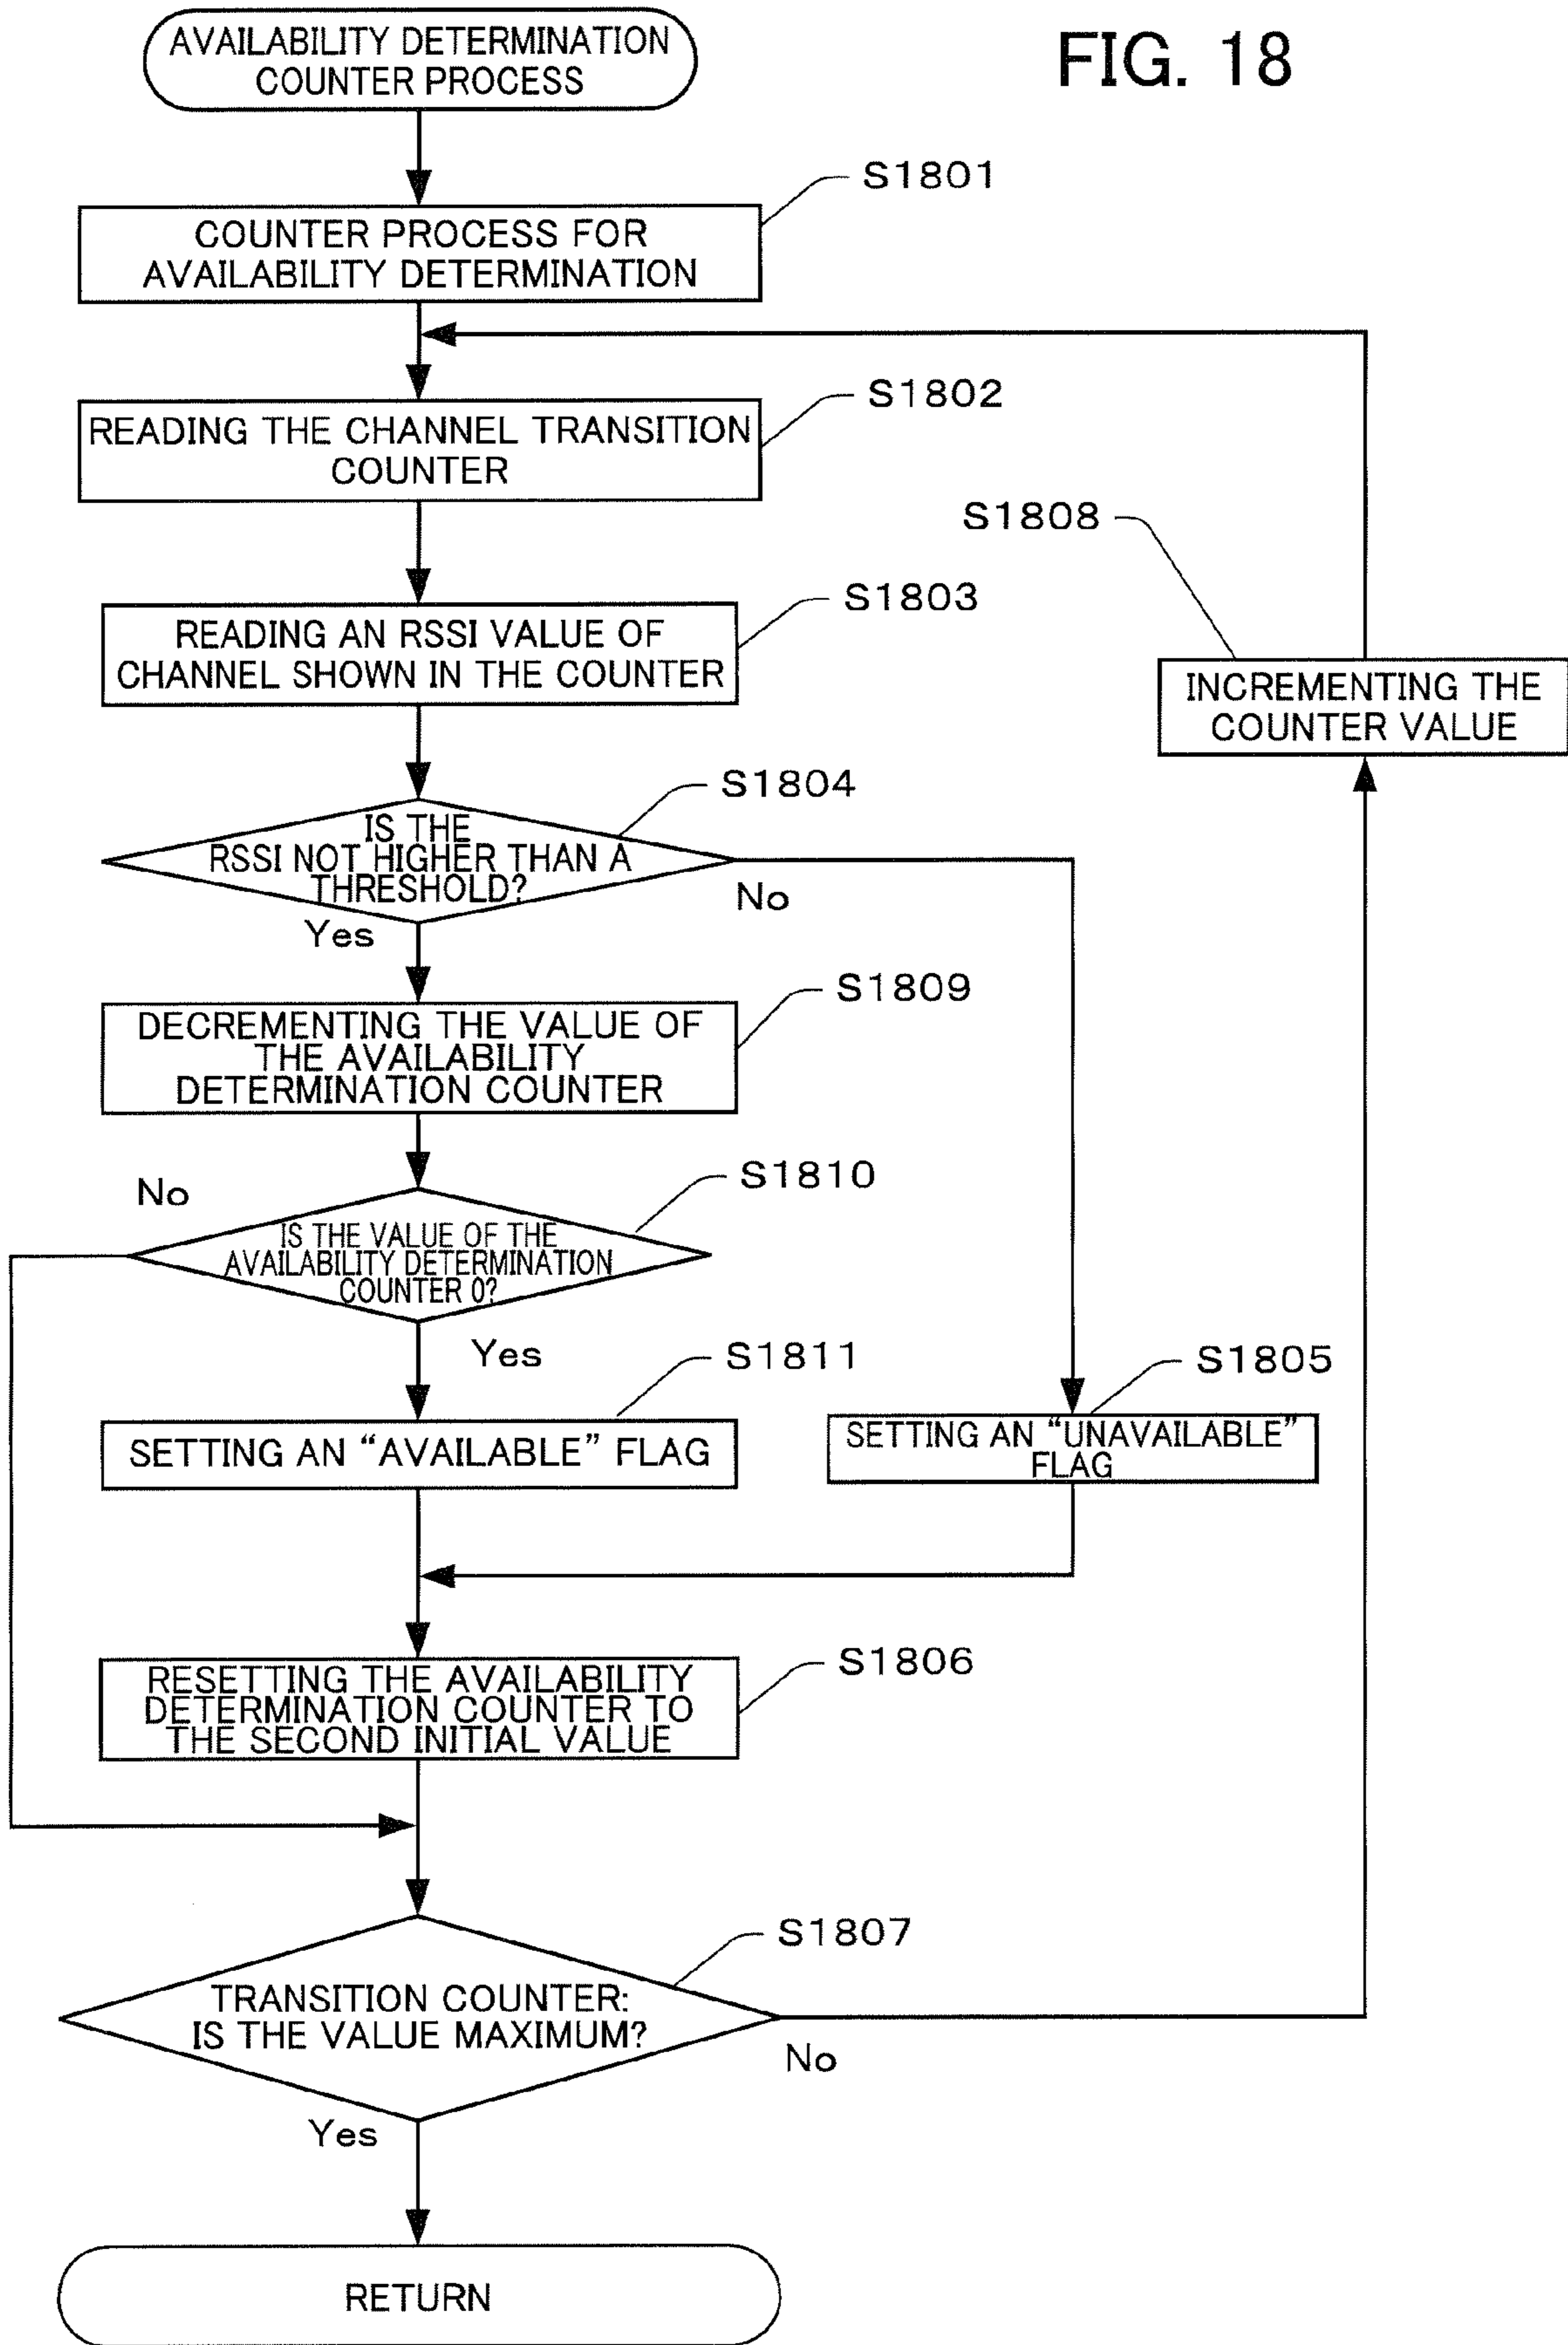 FIG. 18
AVAILABILITY DETERMINATION
COUNTER PROCESS
S1801
COUNTER PROCESS FOR
AVAILABILITY DETERMINATION
S1802
READING THE CHANNEL TRANSITION
COUNTER
S1803
READING AN RSSI VALUE OF
CHANNEL SHOWN IN THE COUNTER
S1808
INCREMENTING THE
COUNTER VALUE
S1804
IS THE
RSSI NOT HIGHER THAN A
THRESHOLD?
No
Yes
S1809
DECREMENTING THE VALUE OF
THE AVAILABILITY
DETERMINATION COUNTER
S1810
No
IS THE VALUE OF THE
AVAILABILITY DETERMINATION
COUNTER 0?
Yes
S1811
SETTING AN “AVAILABLE” FLAG
S1805
SETTING AN “UNAVAILABLE”
FLAG
S1806
RESETTING THE AVAILABILITY
DETERMINATION COUNTER TO
THE SECOND INITIAL VALUE
S1807
TRANSITION COUNTER:
IS THE VALUE MAXIMUM?
No
Yes
RETURN